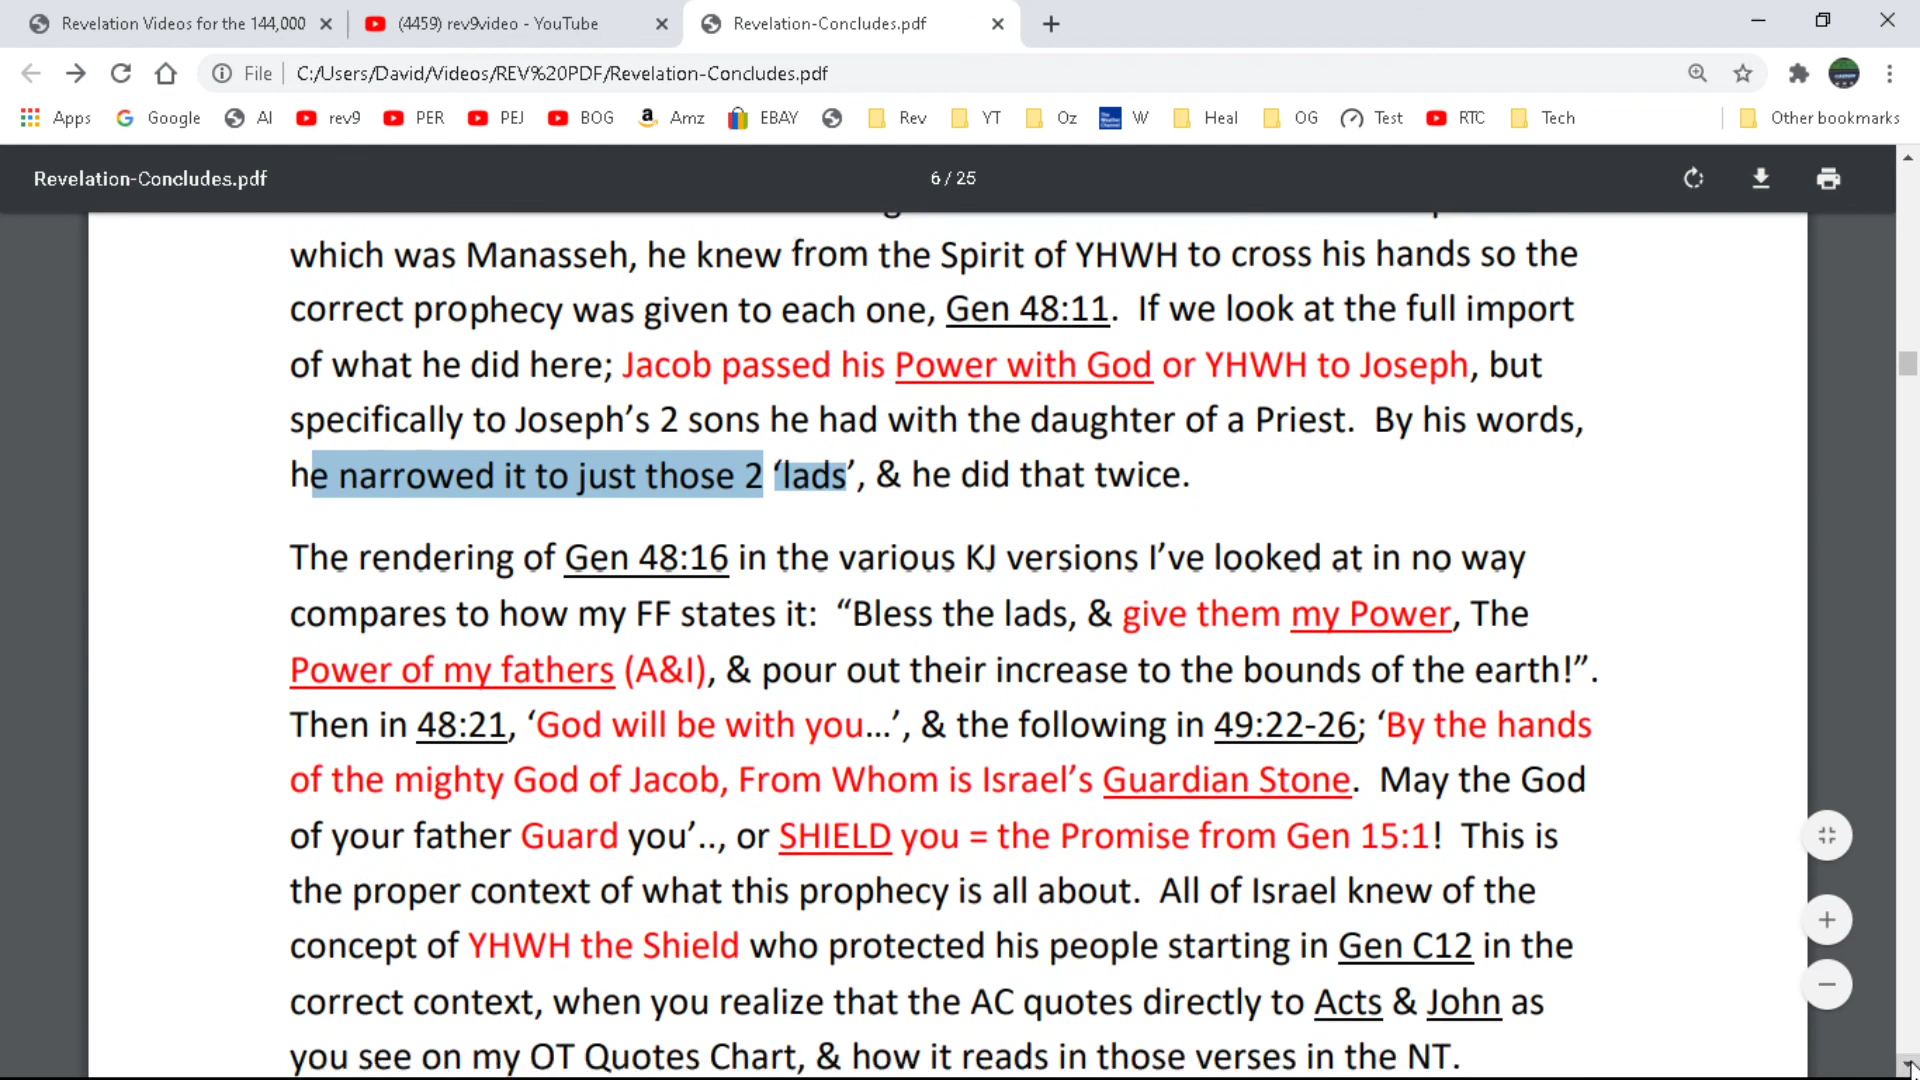 Revelation Videos for the 144,000
(4459) rev9video - YouTube
Revelation-Concludes.pdf
File
C:/Users/David/Videos/REV%20PDF/Revelation-Concludes.pdf
Apps
Google
AI
rev9
PER
PEJ
BOG
Amz
EBAY
Rev
YT
Oz
W
Heal
OG
Test
RTC
Tech
Other bookmarks
Revelation-Concludes.pdf
6 / 25
which was Manasseh, he knew from the Spirit of YHWH to cross his hands so the
correct prophecy was given to each one, Gen 48:11.  If we look at the full import
of what he did here; Jacob passed his Power with God or YHWH to Joseph, but
specifically to Joseph’s 2 sons he had with the daughter of a Priest.  By his words,
he narrowed it to just those 2 ‘lads’, & he did that twice.
The rendering of Gen 48:16 in the various KJ versions I’ve looked at in no way
compares to how my FF states it:  “Bless the lads, & give them my Power, The
Power of my fathers (A&I), & pour out their increase to the bounds of the earth!”.
Then in 48:21, ‘God will be with you…’, & the following in 49:22-26; ‘By the hands
of the mighty God of Jacob, From Whom is Israel’s Guardian Stone.  May the God
of your father Guard you’.., or SHIELD you = the Promise from Gen 15:1!  This is
the proper context of what this prophecy is all about.  All of Israel knew of the
concept of YHWH the Shield who protected his people starting in Gen C12 in the
correct context, when you realize that the AC quotes directly to Acts & John as
you see on my OT Quotes Chart, & how it reads in those verses in the NT.